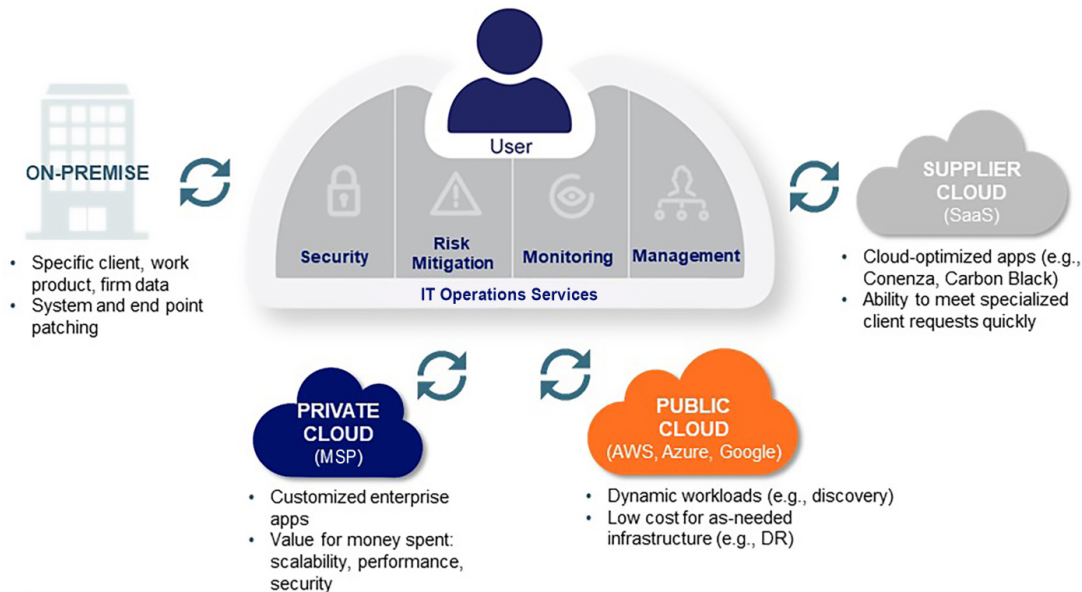 User
Security
Risk
Mitigation
Monitoring
Management
IT Operations Services
ON-PREMISE
• Specific client, work
product, firm data
• System and end point
patching
SUPPLIER
CLOUD
(SaaS)
• Cloud-optimized apps (e.g.,
Conenza, Carbon Black)
• Ability to meet specialized
client requests quickly
PRIVATE
CLOUD
(MSP)
• Customized enterprise
apps
• Value for money spent:
scalability, performance,
security
PUBLIC
CLOUD
(AWS, Azure, Google)
• Dynamic workloads (e.g., discovery)
• Low cost for as-needed
infrastructure (e.g., DR)